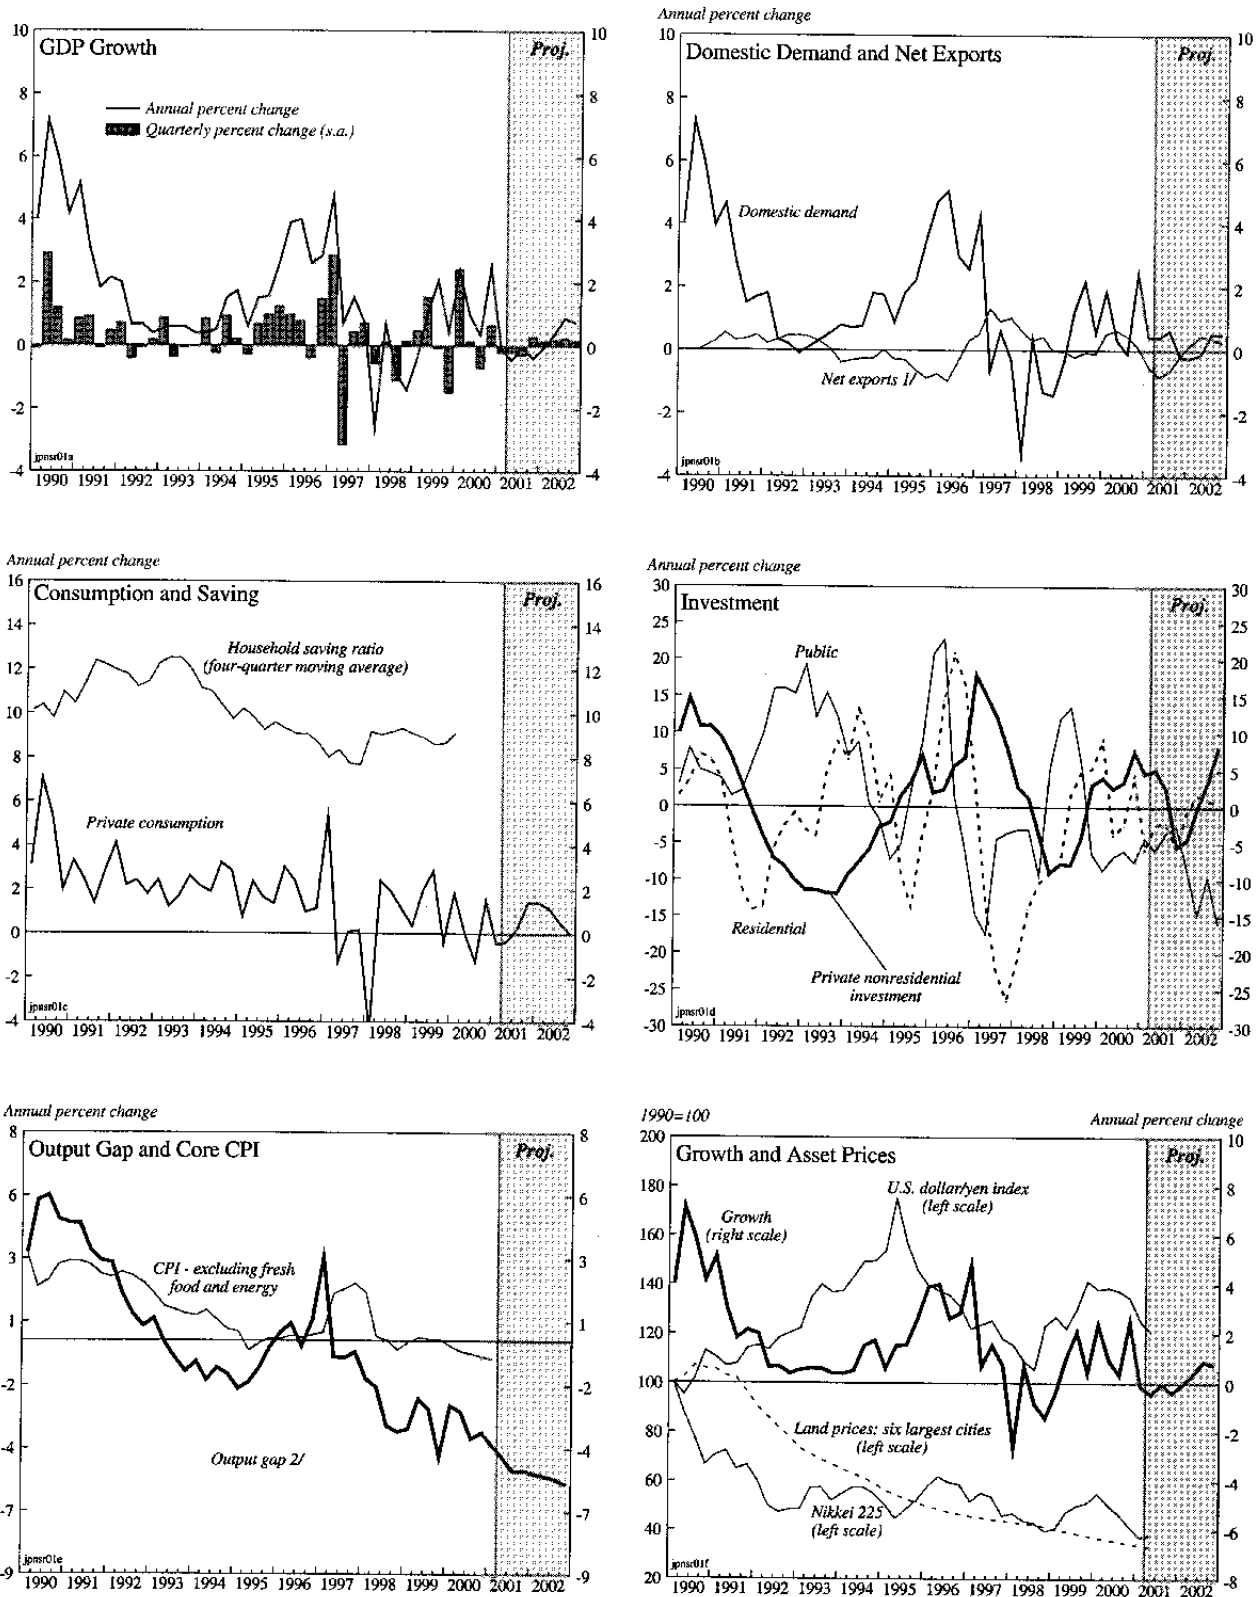 GDP Growth
Proj.
Annual percent change
Quarterly percent change (s.a.)
10
8
6
4
2
0
-2
-4
10
8
6
4
2
0
-2
-4
jpnsr01a
1990 1991 1992 1993 1994 1995 1996 1997 1998 1999 2000 2001 2002
Annual percent change
Domestic Demand and Net Exports
Proj.
Domestic demand
Net exports 1/
10
8
6
4
2
0
-2
-4
10
8
6
4
2
0
-2
-4
jpnsr01b
1990 1991 1992 1993 1994 1995 1996 1997 1998 1999 2000 2001 2002
Annual percent change
Consumption and Saving
Proj.
Household saving ratio
(four-quarter moving average)
Private consumption
16
14
12
10
8
6
4
2
0
-2
-4
16
14
12
10
8
6
4
2
0
-2
-4
jpnsr01c
1990 1991 1992 1993 1994 1995 1996 1997 1998 1999 2000 2001 2002
Annual percent change
Investment
Proj.
Public
Residential
Private nonresidential
investment
30
25
20
15
10
5
0
-5
-10
-15
-20
-25
-30
30
25
20
15
10
5
0
-5
-10
-15
-20
-25
-30
jpnsr01d
1990 1991 1992 1993 1994 1995 1996 1997 1998 1999 2000 2001 2002
Annual percent change
Output Gap and Core CPI
Proj.
CPI - excluding fresh
food and energy
Output gap 2/
8
6
3
1
-2
-4
-7
-9
8
6
3
1
-2
-4
-7
-9
jpnsr01e
1990 1991 1992 1993 1994 1995 1996 1997 1998 1999 2000 2001 2002
1990=100
Annual percent change
Growth and Asset Prices
Proj.
U.S. dollar/yen index
(left scale)
Growth
(right scale)
Land prices: six largest cities
(left scale)
Nikkei 225
(left scale)
200
180
160
140
120
100
80
60
40
20
10
8
6
4
2
0
-2
-4
-6
-8
jpnsr01f
1990 1991 1992 1993 1994 1995 1996 1997 1998 1999 2000 2001 2002